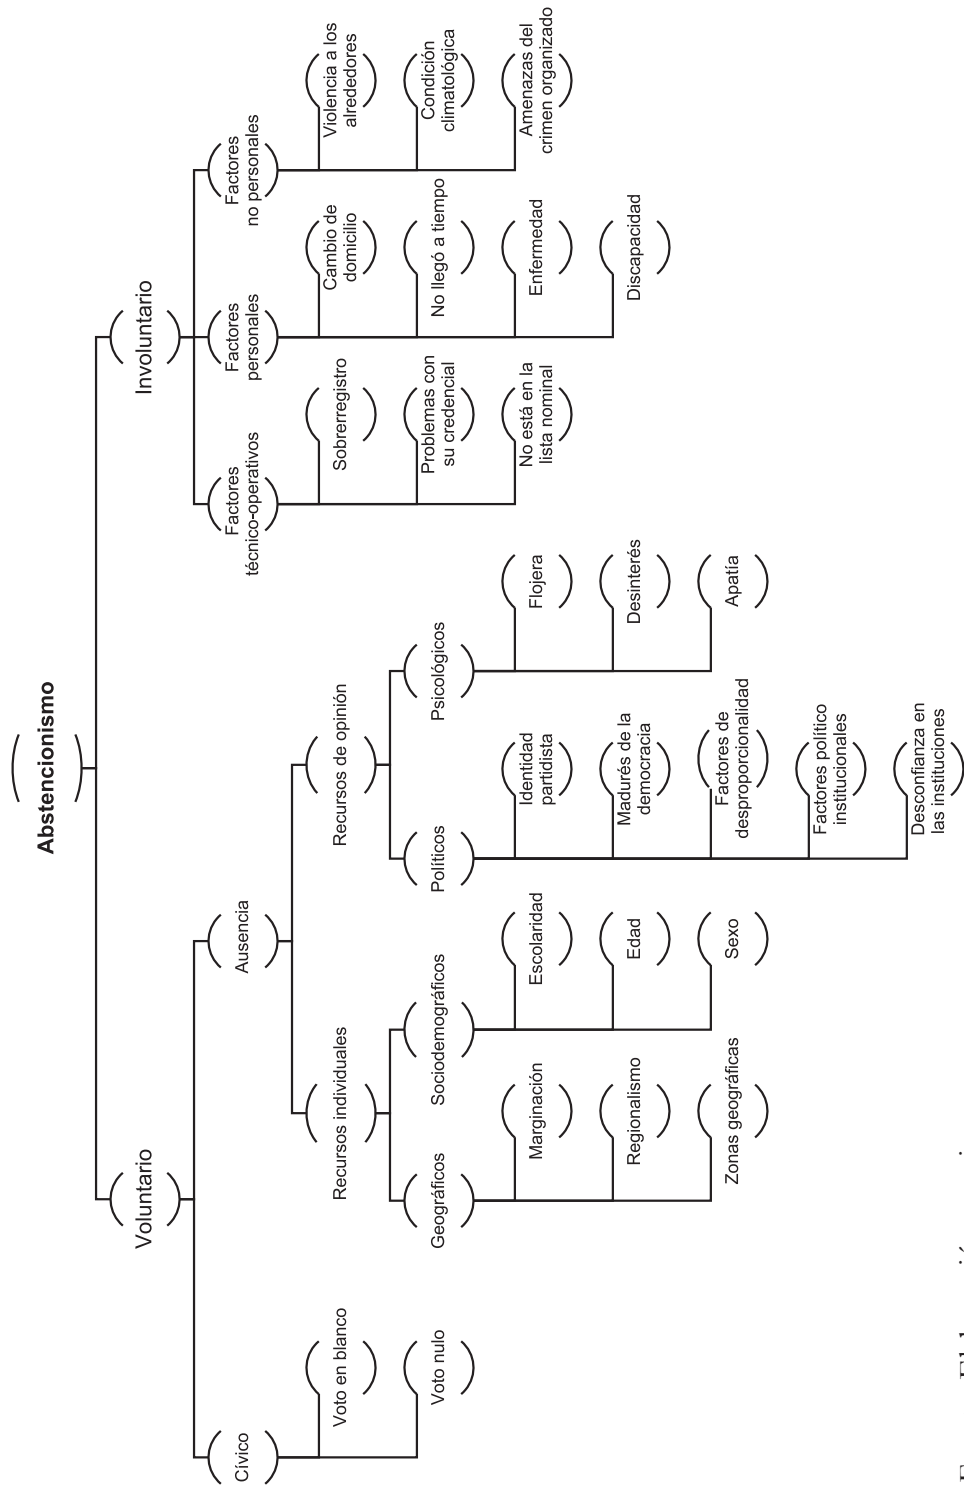 Abstencionismo
Voluntario
Cívico
Voto en blanco
Voto nulo
Ausencia
Recursos individuales
Geográficos
Marginación
Regionalismo
Zonas geográficas
Sociodemográficos
Escolaridad
Edad
Sexo
Recursos de opinión
Políticos
Identidad
partidista
Madurés de la
democracia
Factores de
desproporcionalidad
Factores político
institucionales
Desconfianza en
las instituciones
Psicológicos
Flojera
Desinterés
Apatía
Involuntario
Factores
técnico-operativos
Sobrerregistro
Problemas con
su credencial
No está en la
lista nominal
Factores
personales
Cambio de
domicilio
No llegó a tiempo
Enfermedad
Discapacidad
Factores
no personales
Violencia a los
alrededores
Condición
climatológica
Amenazas del
crimen organizado